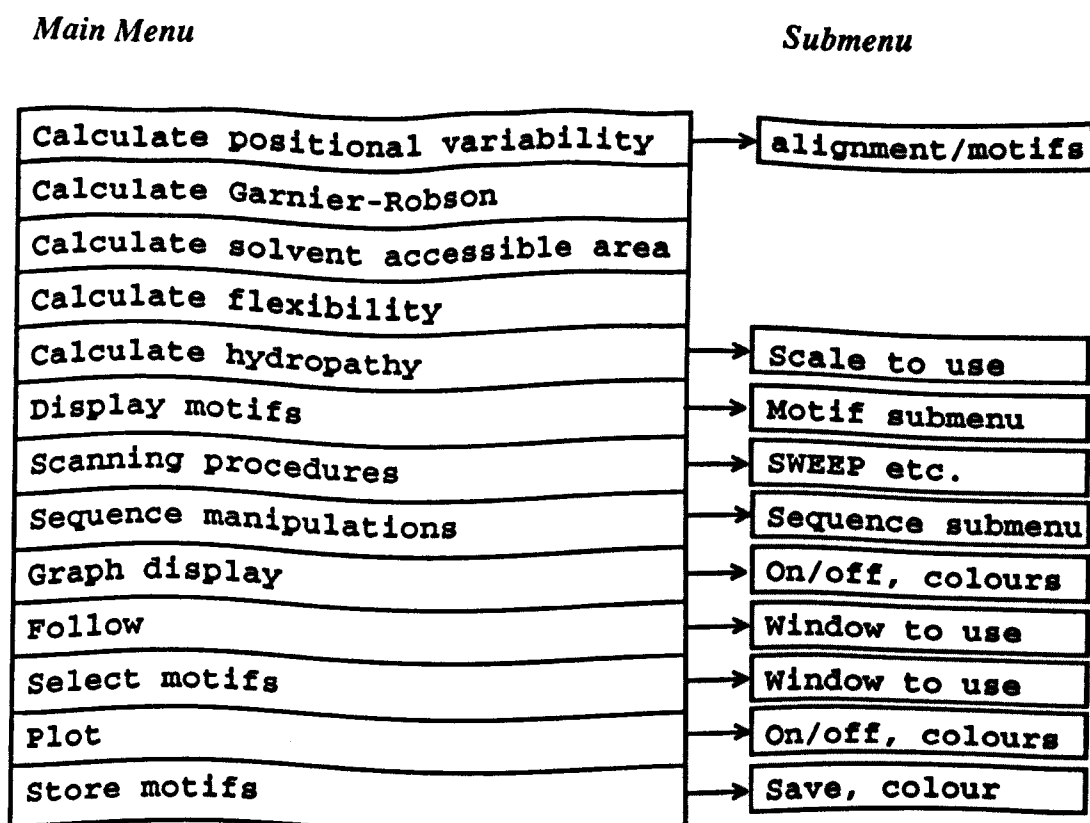 Main Menu Submenu
Calculate positional variability alignment/motifs
Calculate Garnier-Robson
Calculate solvent accessible area
Calculate flexibility
Calculate hydropathy Scale to use
Display motifs Motif submenu
Scanning procedures SWEEP etc.
Sequence manipulations Sequence submenu
Graph display On/off, colours
Follow Window to use
Select motifs Window to use
Plot On/off, colours
Store motifs Save, colour